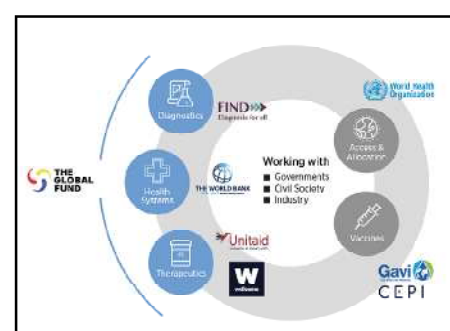 Diagnostics
FIND
Diagnosis for all
World Health
Organization
Access &
Allocation
THE
GLOBAL
FUND
Health
Systems
THE WORLD BANK
Working with
■ Governments
■ Civil Society
■ Industry
Unitaid
Therapeutics
W
wellcome
Vaccines
Gavi
CEPI